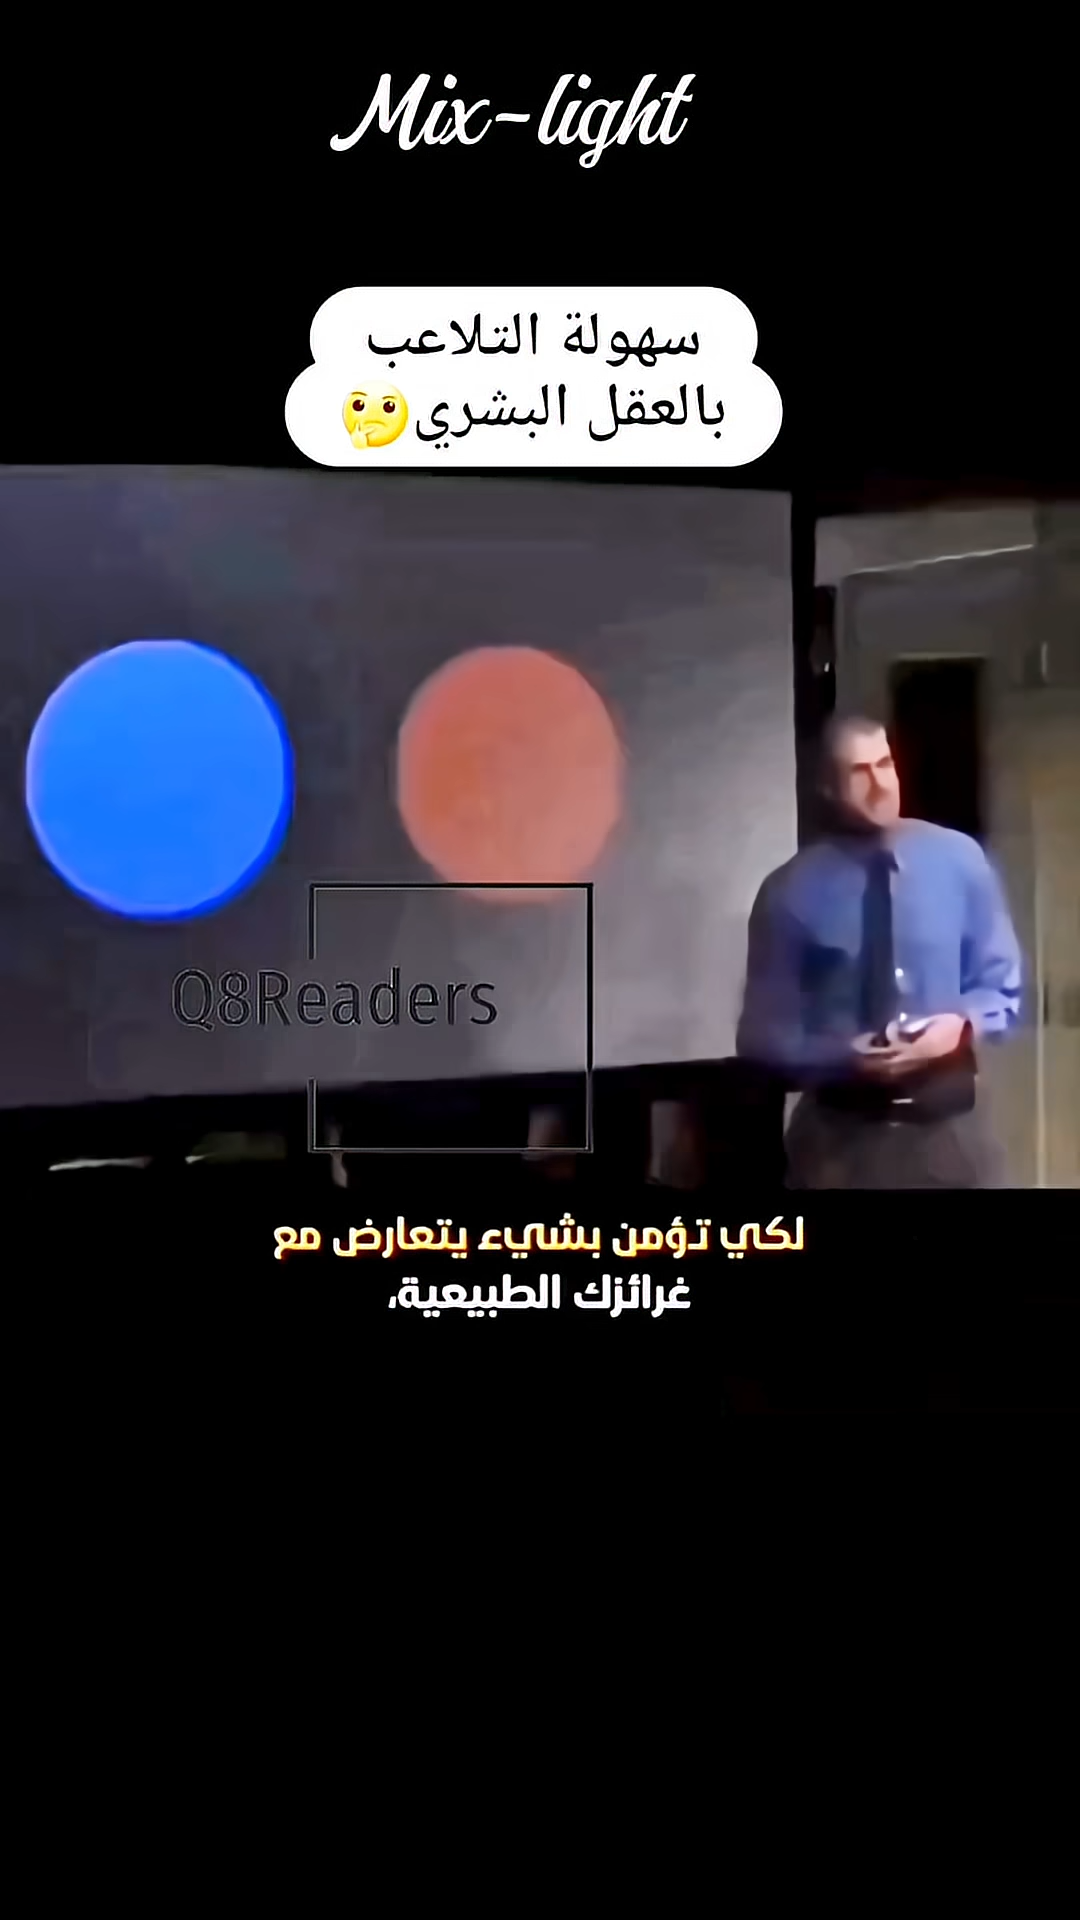 Mix-light
سهولة التلاعب
بالعقل البشري🤔
Q8Readers
لكي تؤمن بشيء يتعارض مع
غرائزك الطبيعية،